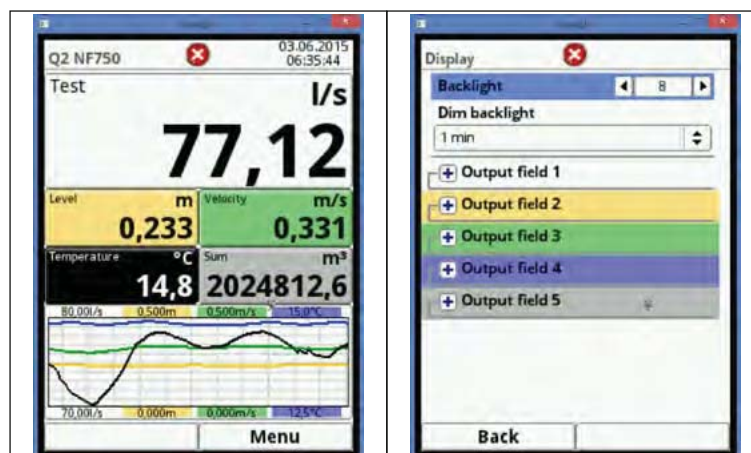 Q2 NF750
03.06.2015
06:35:44
Test
l/s
77,12
Level
m
0,233
Velocity
m/s
0,331
Temperature
°C
14,8
Sum
m³
2024812,6
80,00l/s 0,500m 0,500m/s 15,0°C
70,00l/s 0,000m 0,000m/s 12,5°C
Menu
Display
Backlight
8
Dim backlight
1 min
Output field 1
Output field 2
Output field 3
Output field 4
Output field 5
Back